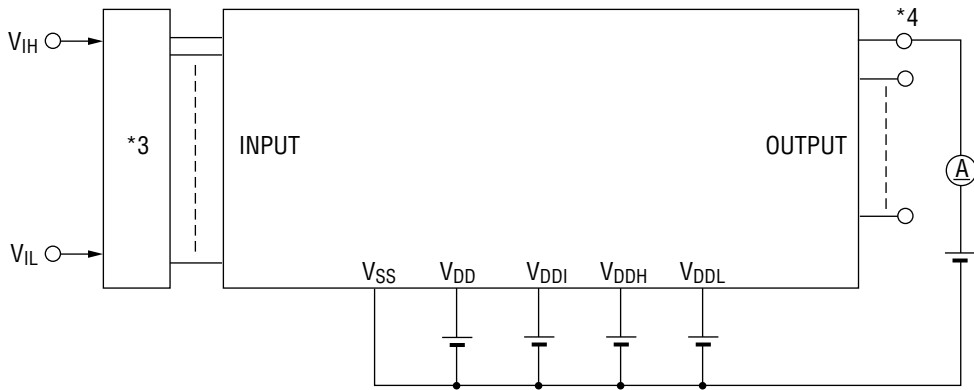 *4
V_IH
*3
INPUT
OUTPUT
A
V_IL
V_SS
V_DD
V_DDI
V_DDH
V_DDL